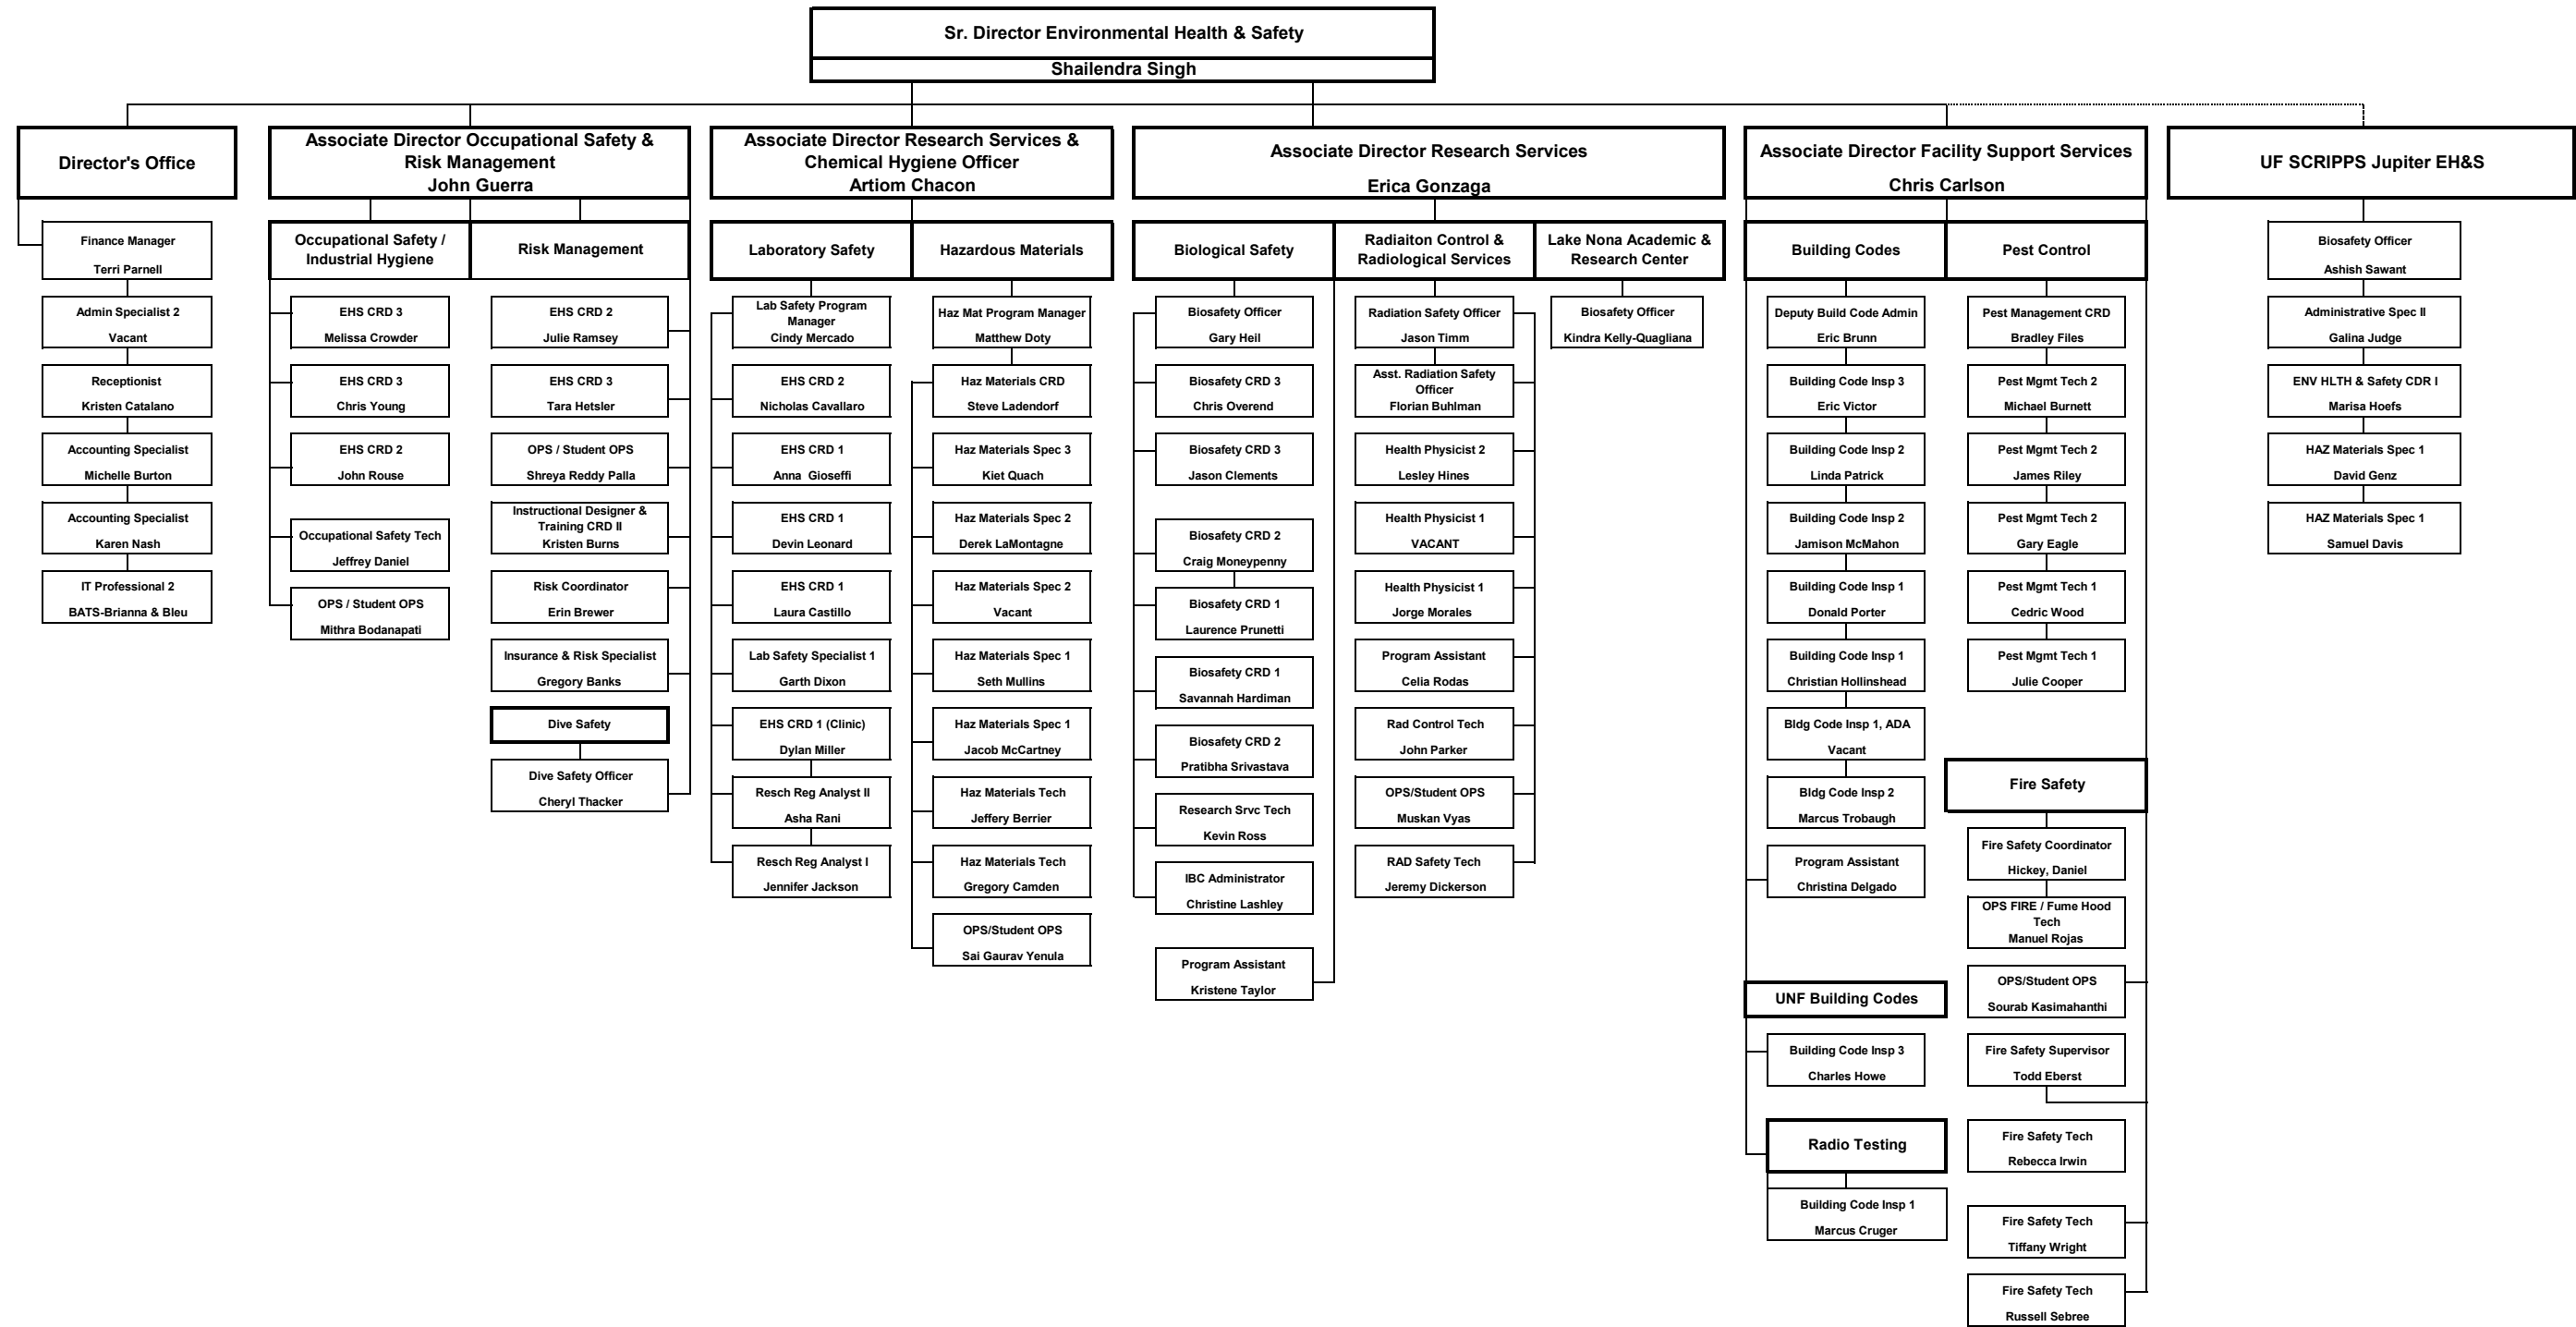 Sr. Director Environmental Health & Safety
Shailendra Singh
Director's Office
Finance Manager
Terri Parnell
Admin Specialist 2
Vacant
Receptionist
Kristen Catalano
Accounting Specialist
Michelle Burton
Accounting Specialist
Karen Nash
IT Professional 2
BATS-Brianna & Bleu
Associate Director Occupational Safety &
Risk Management
John Guerra
Occupational Safety /
Industrial Hygiene
EHS CRD 3
Melissa Crowder
EHS CRD 3
Chris Young
EHS CRD 2
John Rouse
Occupational Safety Tech
Jeffrey Daniel
OPS / Student OPS
Mithra Bodanapati
Risk Management
EHS CRD 2
Julie Ramsey
EHS CRD 3
Tara Hetsler
OPS / Student OPS
Shreya Reddy Palla
Instructional Designer &
Training CRD II
Kristen Burns
Risk Coordinator
Erin Brewer
Insurance & Risk Specialist
Gregory Banks
Dive Safety
Dive Safety Officer
Cheryl Thacker
Associate Director Research Services &
Chemical Hygiene Officer
Artiom Chacon
Laboratory Safety
Lab Safety Program
Manager
Cindy Mercado
EHS CRD 2
Nicholas Cavallaro
EHS CRD 1
Anna Gioseffi
EHS CRD 1
Devin Leonard
EHS CRD 1
Laura Castillo
Lab Safety Specialist 1
Garth Dixon
EHS CRD 1 (Clinic)
Dylan Miller
Resch Reg Analyst II
Asha Rani
Resch Reg Analyst I
Jennifer Jackson
Hazardous Materials
Haz Mat Program Manager
Matthew Doty
Haz Materials CRD
Steve Ladendorf
Haz Materials Spec 3
Kiet Quach
Haz Materials Spec 2
Derek LaMontagne
Haz Materials Spec 2
Vacant
Haz Materials Spec 1
Seth Mullins
Haz Materials Spec 1
Jacob McCartney
Haz Materials Tech
Jeffery Berrier
Haz Materials Tech
Gregory Camden
OPS/Student OPS
Sai Gaurav Yenula
Associate Director Research Services
Erica Gonzaga
Biological Safety
Biosafety Officer
Gary Heil
Biosafety CRD 3
Chris Overend
Biosafety CRD 3
Jason Clements
Biosafety CRD 2
Craig Moneypenny
Biosafety CRD 1
Laurence Prunetti
Biosafety CRD 1
Savannah Hardiman
Biosafety CRD 2
Pratibha Srivastava
Research Srvc Tech
Kevin Ross
IBC Administrator
Christine Lashley
Program Assistant
Kristene Taylor
Radiaiton Control &
Radiological Services
Radiation Safety Officer
Jason Timm
Asst. Radiation Safety
Officer
Florian Buhlman
Health Physicist 2
Lesley Hines
Health Physicist 1
VACANT
Health Physicist 1
Jorge Morales
Program Assistant
Celia Rodas
Rad Control Tech
John Parker
OPS/Student OPS
Muskan Vyas
RAD Safety Tech
Jeremy Dickerson
Lake Nona Academic &
Research Center
Biosafety Officer
Kindra Kelly-Quagliana
Associate Director Facility Support Services
Chris Carlson
Building Codes
Deputy Build Code Admin
Eric Brunn
Building Code Insp 3
Eric Victor
Building Code Insp 2
Linda Patrick
Building Code Insp 2
Jamison McMahon
Building Code Insp 1
Donald Porter
Building Code Insp 1
Christian Hollinshead
Bldg Code Insp 1, ADA
Vacant
Bldg Code Insp 2
Marcus Trobaugh
Program Assistant
Christina Delgado
UNF Building Codes
Building Code Insp 3
Charles Howe
Radio Testing
Building Code Insp 1
Marcus Cruger
Pest Control
Pest Management CRD
Bradley Files
Pest Mgmt Tech 2
Michael Burnett
Pest Mgmt Tech 2
James Riley
Pest Mgmt Tech 2
Gary Eagle
Pest Mgmt Tech 1
Cedric Wood
Pest Mgmt Tech 1
Julie Cooper
Fire Safety
Fire Safety Coordinator
Hickey, Daniel
OPS FIRE / Fume Hood
Tech
Manuel Rojas
OPS/Student OPS
Sourab Kasimahanthi
Fire Safety Supervisor
Todd Eberst
Fire Safety Tech
Rebecca Irwin
Fire Safety Tech
Tiffany Wright
Fire Safety Tech
Russell Sebree
UF SCRIPPS Jupiter EH&S
Biosafety Officer
Ashish Sawant
Administrative Spec II
Galina Judge
ENV HLTH & Safety CDR I
Marisa Hoefs
HAZ Materials Spec 1
David Genz
HAZ Materials Spec 1
Samuel Davis